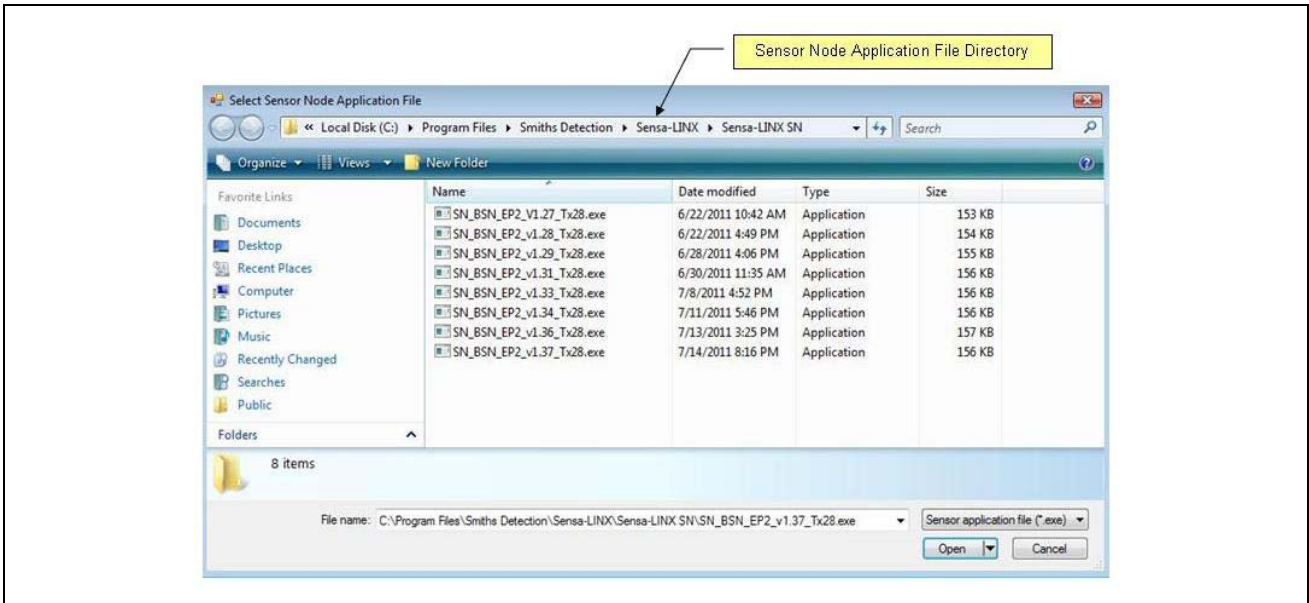 Sensor Node Application File Directory
Select Sensor Node Application File
« Local Disk (C:) ▸ Program Files ▸ Smiths Detection ▸ Sensa-LINX ▸ Sensa-LINX SN
Search
Organize Views New Folder
Favorite Links
Name Date modified Type Size
Documents
Desktop
Recent Places
Computer
Pictures
Music
Recently Changed
Searches
Public
Folders
SN_BSN_EP2_V1.27_Tx28.exe 6/22/2011 10:42 AM Application 153 KB
SN_BSN_EP2_v1.28_Tx28.exe 6/22/2011 4:49 PM Application 154 KB
SN_BSN_EP2_v1.29_Tx28.exe 6/28/2011 4:06 PM Application 155 KB
SN_BSN_EP2_v1.31_Tx28.exe 6/30/2011 11:35 AM Application 156 KB
SN_BSN_EP2_v1.33_Tx28.exe 7/8/2011 4:52 PM Application 156 KB
SN_BSN_EP2_v1.34_Tx28.exe 7/11/2011 5:46 PM Application 156 KB
SN_BSN_EP2_v1.36_Tx28.exe 7/13/2011 3:25 PM Application 157 KB
SN_BSN_EP2_v1.37_Tx28.exe 7/14/2011 8:16 PM Application 156 KB
8 items
File name: C:\Program Files\Smiths Detection\Sensa-LINX\Sensa-LINX SN\SN_BSN_EP2_v1.37_Tx28.exe
Sensor application file (*.exe)
Open Cancel